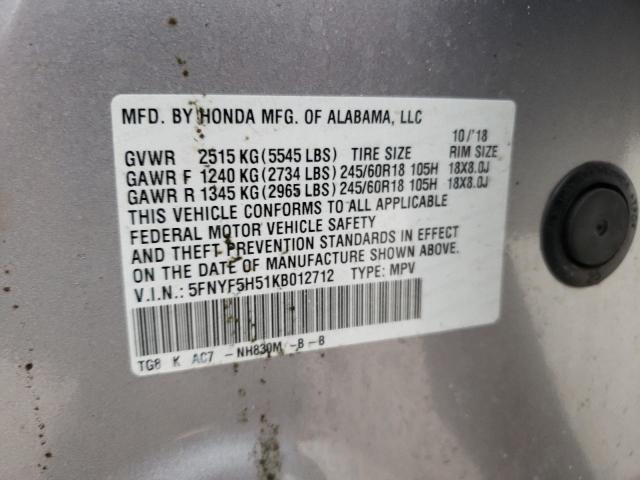 MFD. BY HONDA MFG. OF ALABAMA, LLC
10/'18
GVWR 2515 KG (5545 LBS) TIRE SIZE RIM SIZE
GAWR F 1240 KG (2734 LBS) 245/60R18 105H 18X8.0J
GAWR R 1345 KG (2965 LBS) 245/60R18 105H 18X8.0J
THIS VEHICLE CONFORMS TO ALL APPLICABLE
FEDERAL MOTOR VEHICLE SAFETY
AND THEFT PREVENTION STANDARDS IN EFFECT
ON THE DATE OF MANUFACTURE SHOWN ABOVE.
V.I.N.: 5FNYF5H51KB012712 TYPE: MPV
TG8 K AC7 - NH830M -B -B